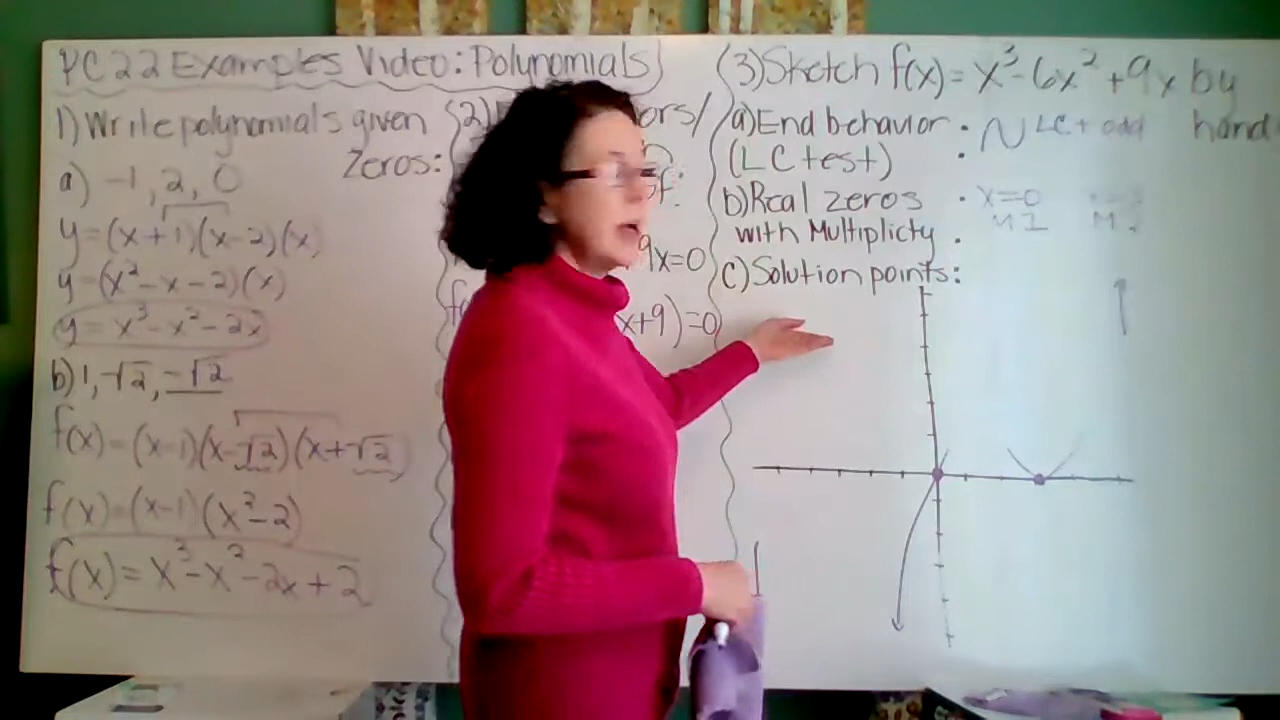 PC 22 Examples Video: Polynomials
1) Write polynomials given
Zeros:
a) -1, 2, 0
y=(x+1)(x-2)(x)
y=(x²-x-2)(x)
y=x³-x²-2x
b) 1, √2, -√2
f(x)=(x-1)(x-√2)(x+√2)
f(x)=(x-1)(x²-2)
f(x)=x³-x²-2x+2
(2)
ors/
f:
9x=0
x+9)=0
(3) Sketch f(x)=x³-6x²+9x by
hand.
a) End behavior · LC + odd
(LC test) ·
b) Real zeros · x=0
with Multiplicty . M 1 M 2
c) Solution points: